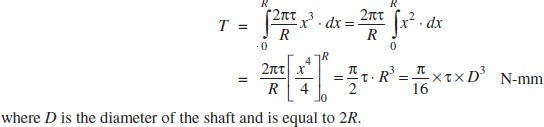 T = ∫₀ᴿ (2πτ/R) x³ · dx = (2πτ/R) ∫₀ᴿ x² · dx
= (2πτ/R) [x⁴/4]₀ᴿ = (π/2) τ · R³ = (π/16) × τ × D³ N-mm
where D is the diameter of the shaft and is equal to 2R.